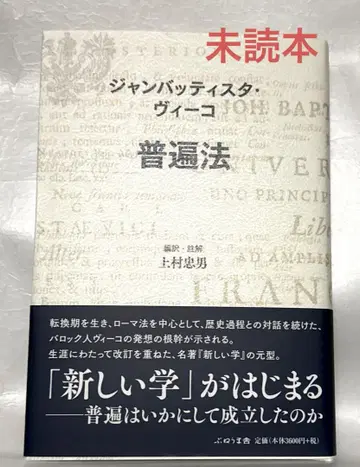 未読本
ジャンバッティスタ・
ヴィーコ
普遍法
編訳・註解
上村忠男
転換期を生き、ローマ法を中心として、歴史過程との対話を続けた、
バロック人ヴィーコの発想の根幹が示される。
生涯にわたって改訂を重ねた、名著『新しい学』の元型。
「新しい学」がはじまる
——普遍はいかにして成立したのか
ぷねうま舎
定価(本体3600円+税)